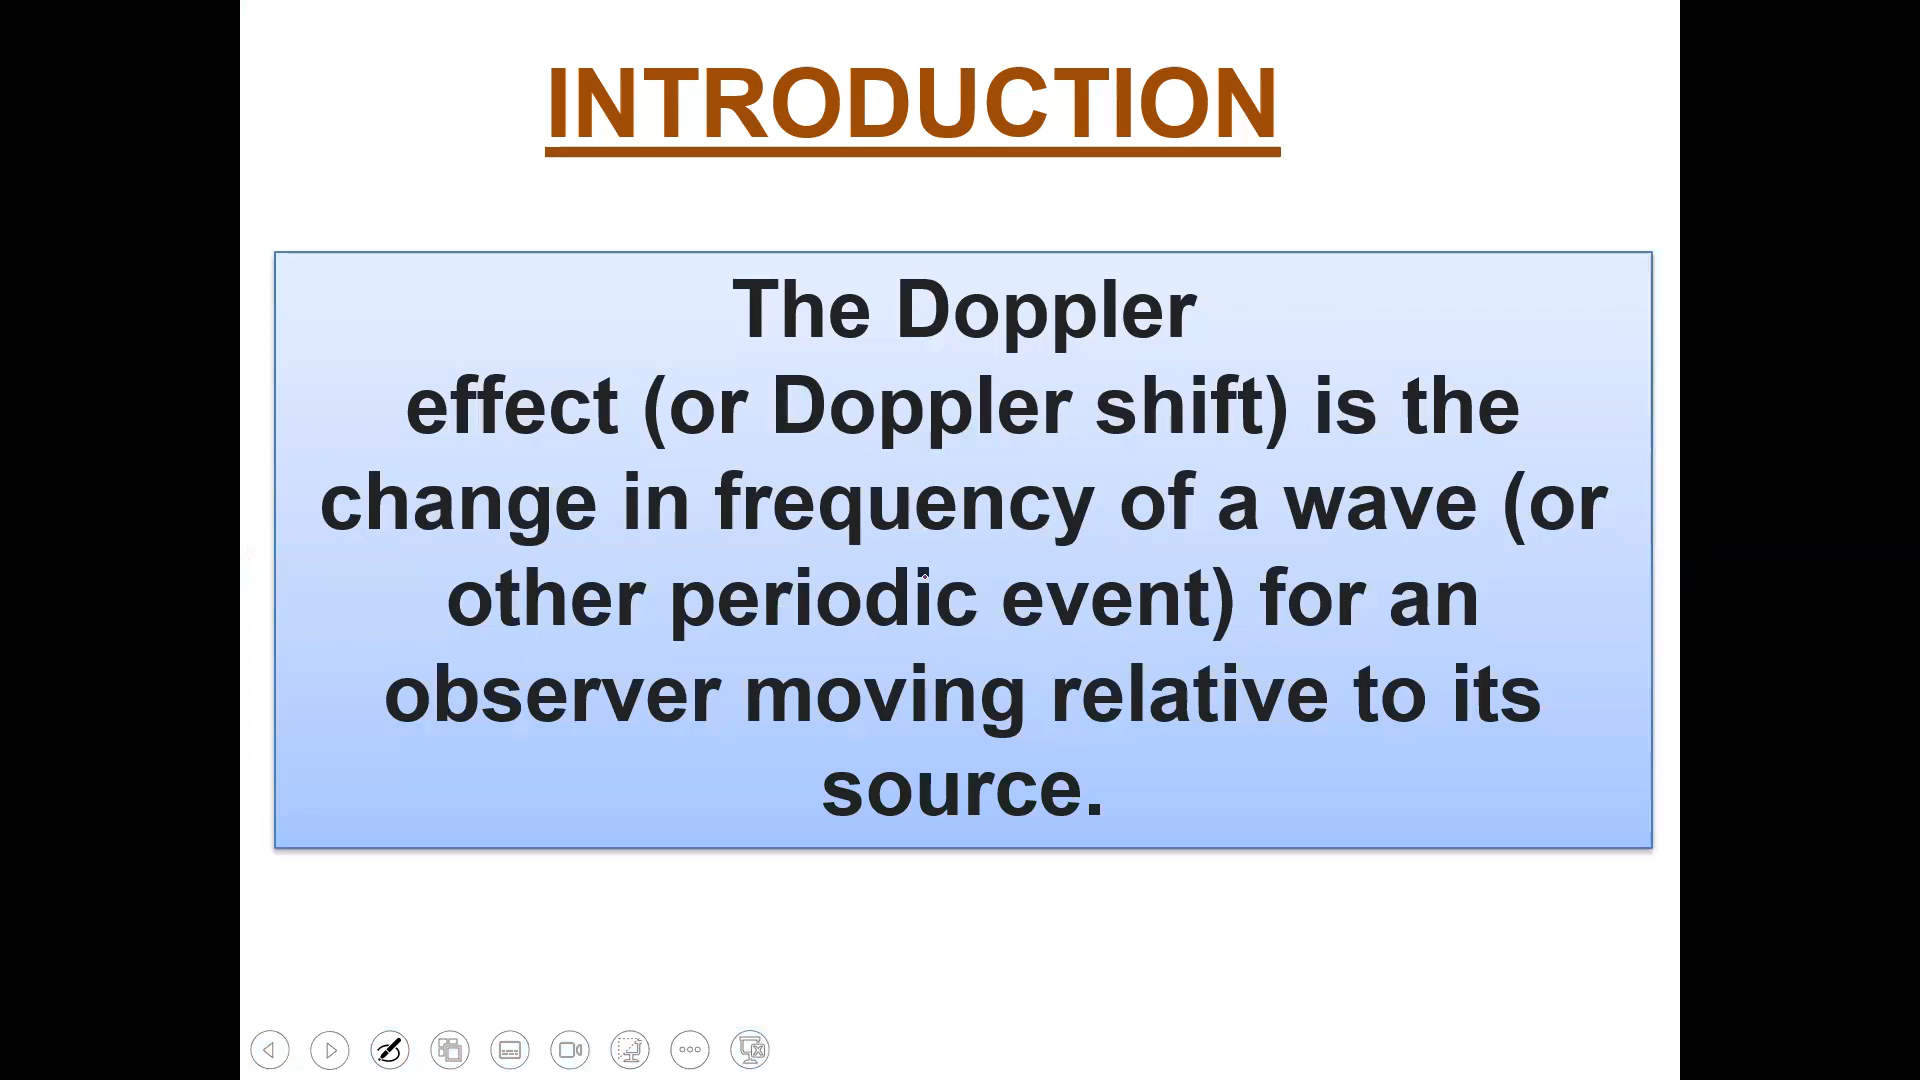 INTRODUCTION
The Doppler
effect (or Doppler shift) is the
change in frequency of a wave (or
other periodic event) for an
observer moving relative to its
source.